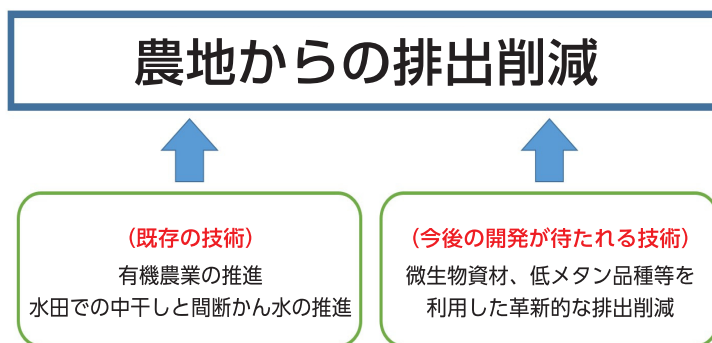 農地からの排出削減
(既存の技術)
有機農業の推進
水田での中干しと間断かん水の推進
(今後の開発が待たれる技術)
微生物資材、低メタン品種等を
利用した革新的な排出削減